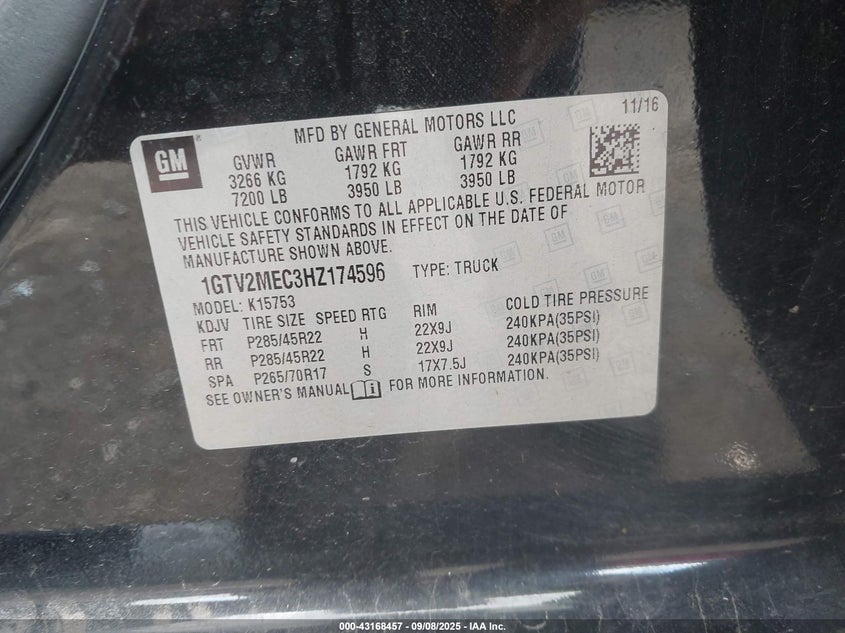 MFD BY GENERAL MOTORS LLC 11/16
GM
GVWR GAWR FRT GAWR RR
3266 KG 1792 KG 1792 KG
7200 LB 3950 LB 3950 LB
THIS VEHICLE CONFORMS TO ALL APPLICABLE U.S. FEDERAL MOTOR
VEHICLE SAFETY STANDARDS IN EFFECT ON THE DATE OF
MANUFACTURE SHOWN ABOVE.
1GTV2MEC3HZ174596 TYPE: TRUCK
MODEL: K15753
KDJV TIRE SIZE SPEED RTG RIM COLD TIRE PRESSURE
FRT P285/45R22 H 22X9J 240KPA(35PSI)
RR P285/45R22 H 22X9J 240KPA(35PSI)
SPA P265/70R17 S 17X7.5J 240KPA(35PSI)
SEE OWNER'S MANUAL FOR MORE INFORMATION.
000-43168457 - 09/08/2025 - IAA Inc.